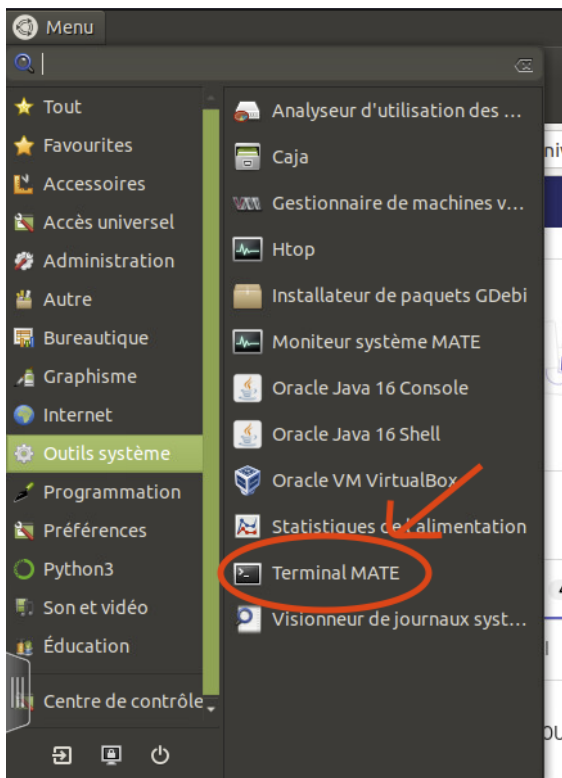 Menu
Tout
Favourites
Accessoires
Accès universel
Administration
Autre
Bureautique
Graphisme
Internet
Outils système
Programmation
Préférences
Python3
Son et vidéo
Éducation
Centre de contrôle
Analyseur d'utilisation des ...
Caja
Gestionnaire de machines v...
Htop
Installateur de paquets GDebi
Moniteur système MATE
Oracle Java 16 Console
Oracle Java 16 Shell
Oracle VM VirtualBox
Statistiques de l'alimentation
Terminal MATE
Visionneur de journaux syst...